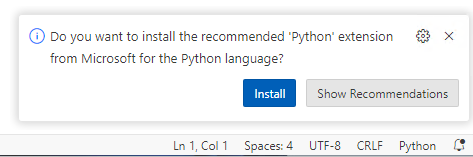 Do you want to install the recommended 'Python' extension
from Microsoft for the Python language?
Install Show Recommendations
Ln 1, Col 1 Spaces: 4 UTF-8 CRLF Python